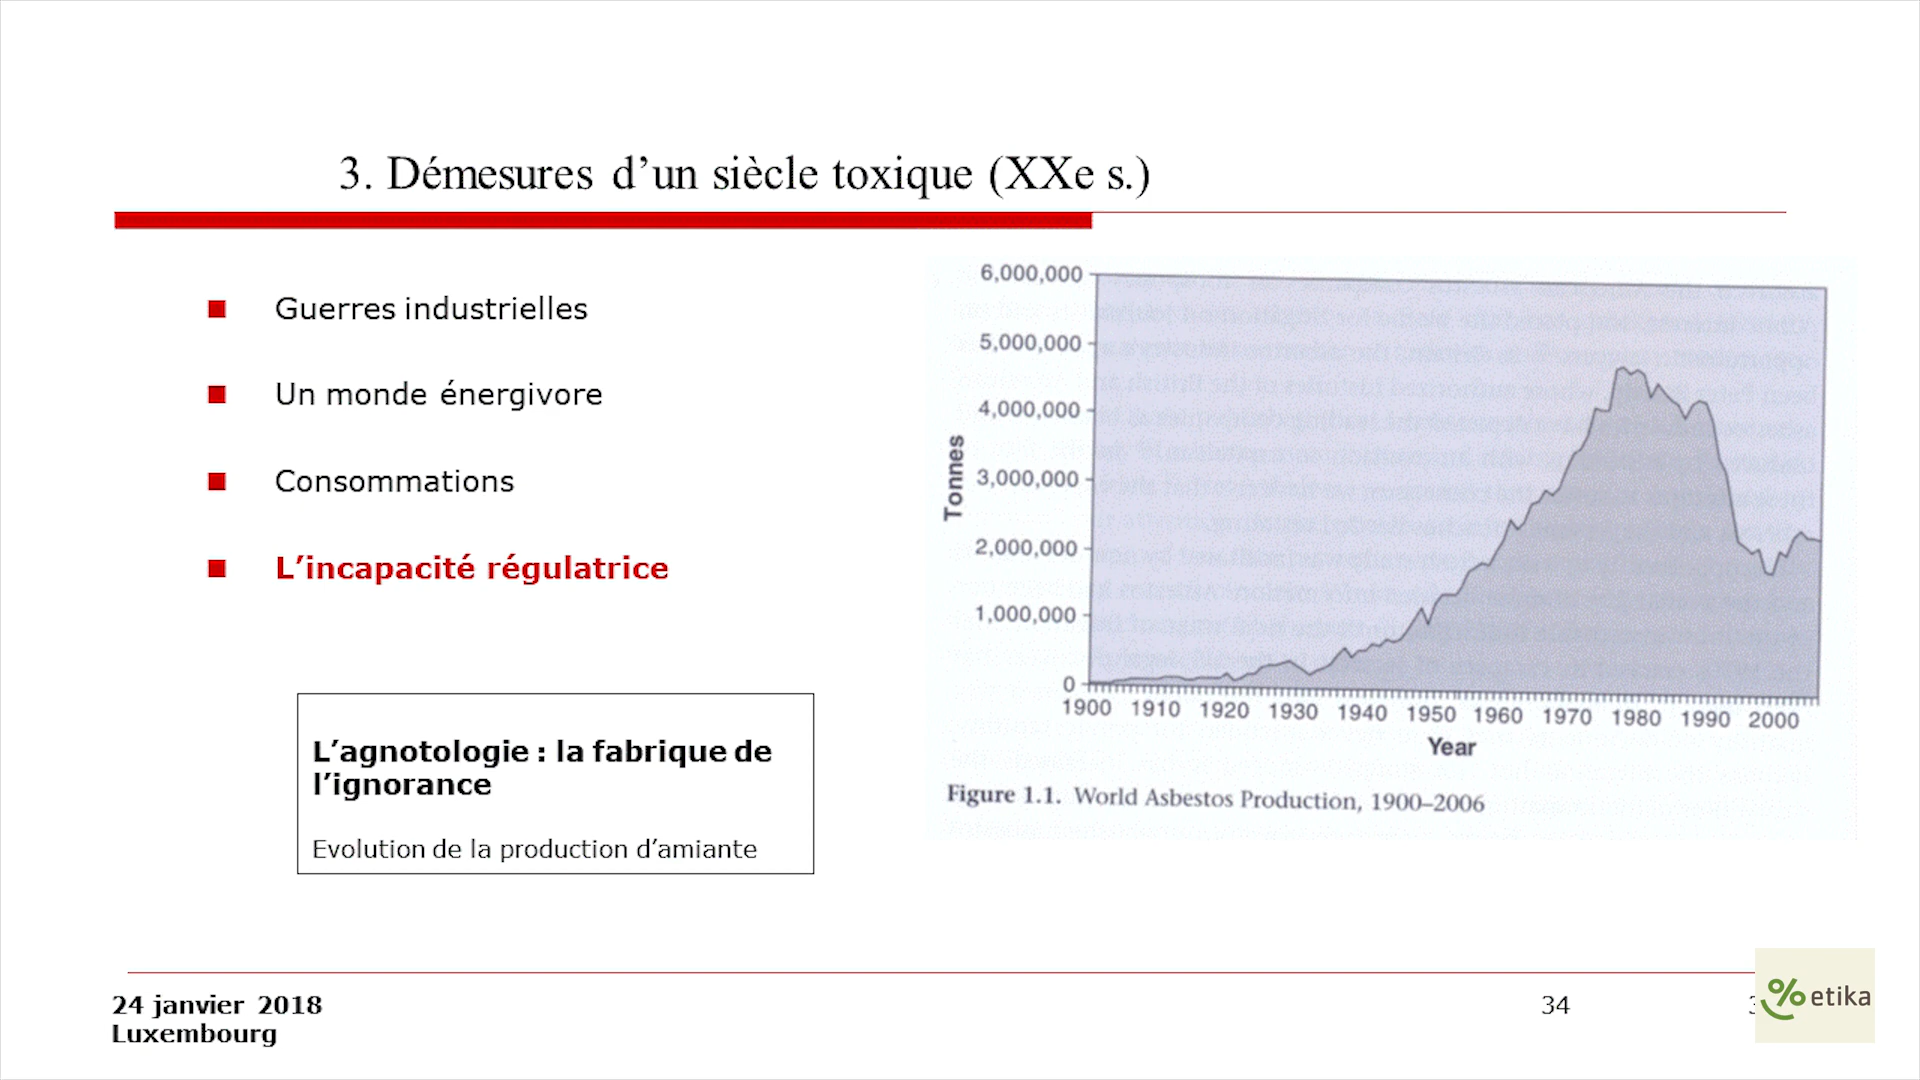 3. Démesures d’un siècle toxique (XXe s.)
Guerres industrielles
Un monde énergivore
Consommations
L’incapacité régulatrice
L’agnotologie : la fabrique de
l’ignorance
Evolution de la production d’amiante
6,000,000
5,000,000
4,000,000
3,000,000
2,000,000
1,000,000
0
Tonnes
1900 1910 1920 1930 1940 1950 1960 1970 1980 1990 2000
Year
Figure 1.1. World Asbestos Production, 1900–2006
24 janvier 2018
Luxembourg
34
% etika